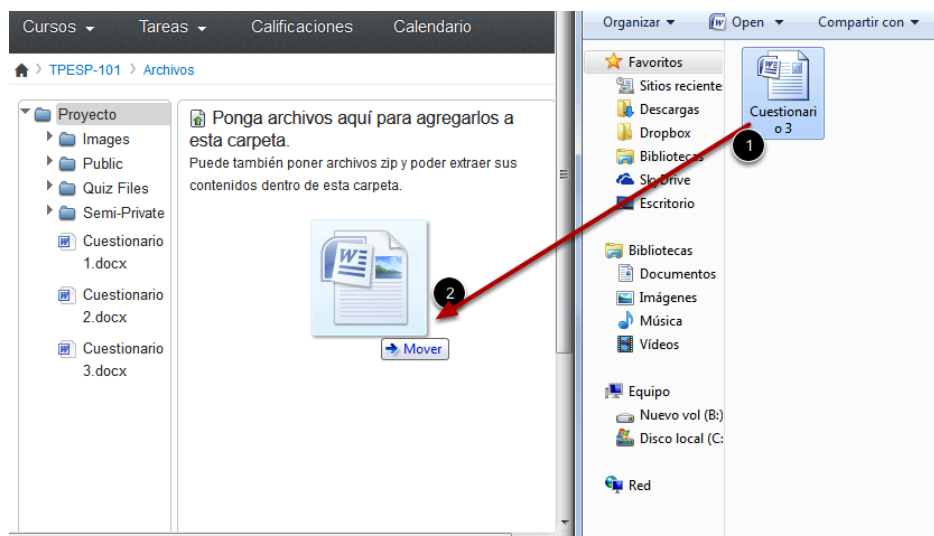 Cursos Tareas Calificaciones Calendario
TPESP-101 Archivos
Proyecto
Images
Public
Quiz Files
Semi-Private
Cuestionario
1.docx
Cuestionario
2.docx
Cuestionario
3.docx
Ponga archivos aquí para agregarlos a
esta carpeta.
Puede también poner archivos zip y poder extraer sus
contenidos dentro de esta carpeta.
2
Mover
Organizar Open Compartir con
Favoritos
Sitios reciente
Descargas
Dropbox
Bibliotecas
SkyDrive
Escritorio
Bibliotecas
Documentos
Imágenes
Música
Vídeos
Equipo
Nuevo vol (B:)
Disco local (C:
Red
Cuestionari
o 3
1